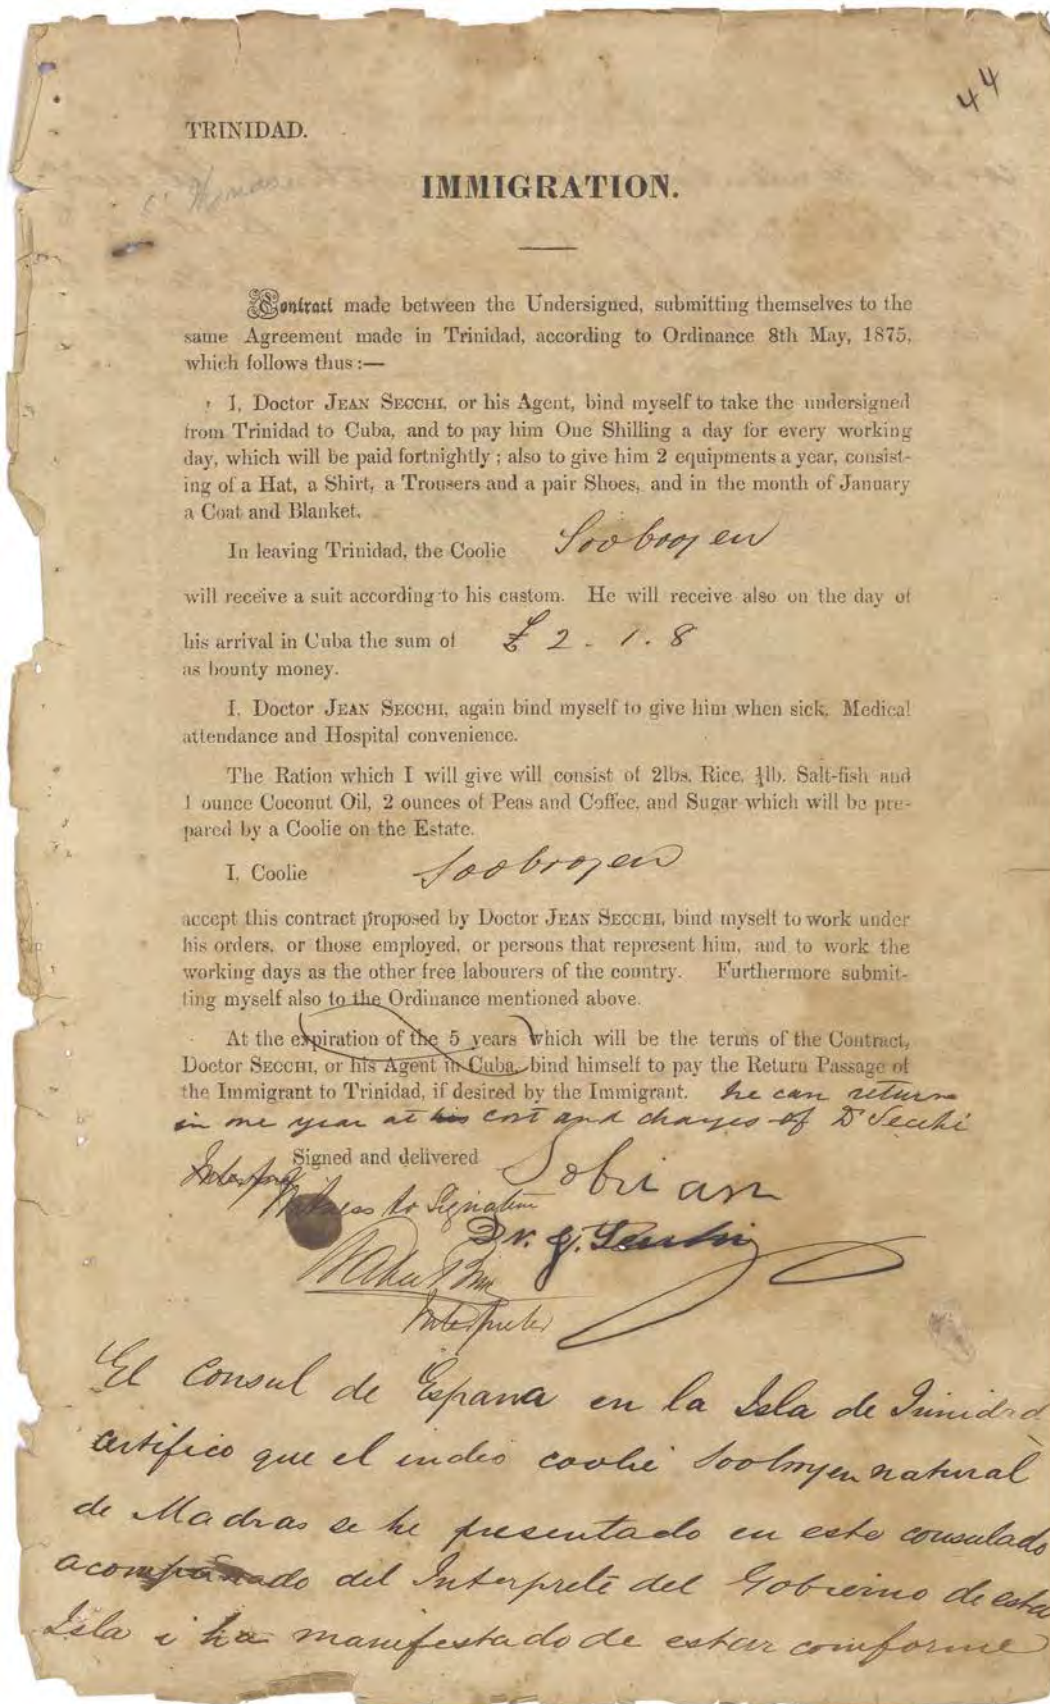 44
TRINIDAD.
IMMIGRATION.
Contract made between the Undersigned, submitting themselves to the
same Agreement made in Trinidad, according to Ordinance 8th May, 1875,
which follows thus:—
I, Doctor JEAN SECCHI, or his Agent, bind myself to take the undersigned
from Trinidad to Cuba, and to pay him One Shilling a day for every working
day, which will be paid fortnightly; also to give him 2 equipments a year, consist-
ing of a Hat, a Shirt, a Trousers and a pair Shoes, and in the month of January
a Coat and Blanket.
In leaving Trinidad, the Coolie Soobrogen
will receive a suit according to his custom. He will receive also on the day of
his arrival in Cuba the sum of £ 2 - 1 . 8
as bounty money.
I, Doctor JEAN SECCHI, again bind myself to give him when sick, Medical
attendance and Hospital convenience.
The Ration which I will give will consist of 2lbs. Rice, ¼lb. Salt-fish and
1 ounce Coconut Oil, 2 ounces of Peas and Coffee, and Sugar which will be pre-
pared by a Coolie on the Estate.
I, Coolie Soobrogen
accept this contract proposed by Doctor JEAN SECCHI, bind myself to work under
his orders, or those employed, or persons that represent him, and to work the
working days as the other free labourers of the country. Furthermore submit-
ting myself also to the Ordinance mentioned above.
At the expiration of the 5 years which will be the terms of the Contract,
Doctor SECCHI, or his Agent in Cuba, bind himself to pay the Return Passage of
the Immigrant to Trinidad, if desired by the Immigrant. he can return
in one year at his cost and charges of Dr Secchi
Signed and delivered
Witness to Signature
Dr. J. Secchi
Interpreter
El Consul de España en la Isla de Trinidad
certifico que el indio coolie Soobrogen natural
de Madras se he presentado en este consulado
acompañado del Interprete del Gobierno de esta
Isla i ha manifestado de estar comforme